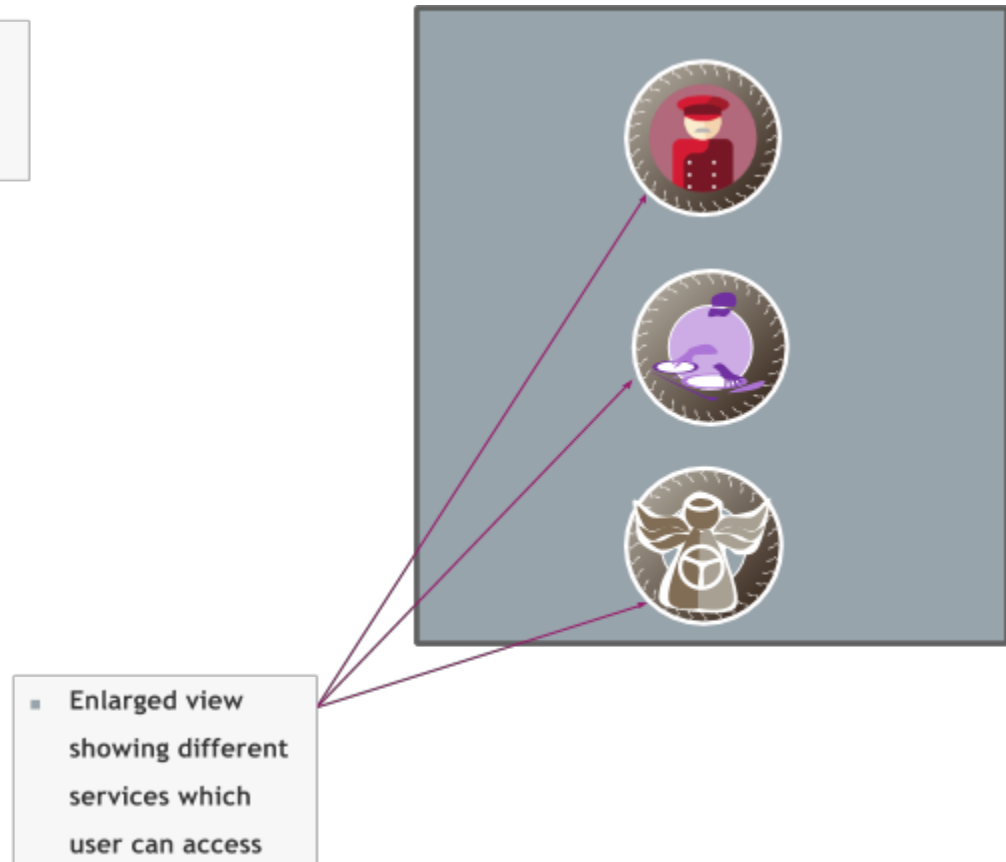 Enlarged view
showing different
services which
user can access